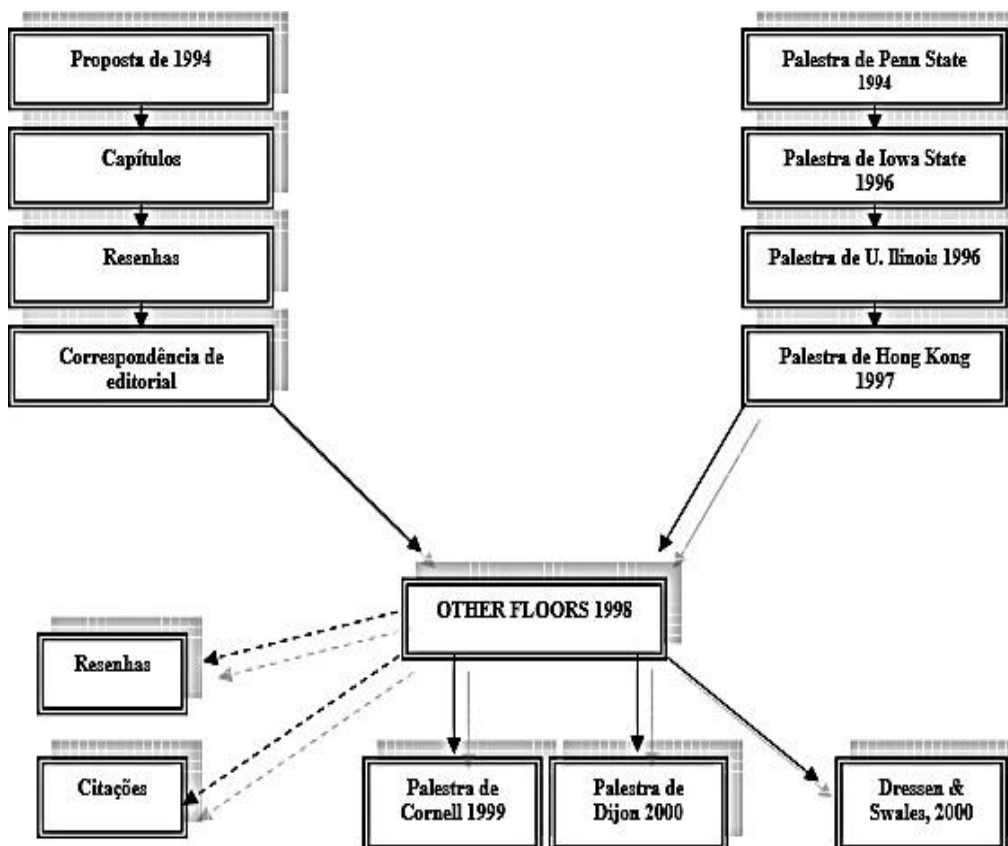 Proposta de 1994
Capítulos
Resenhas
Correspondência de
editorial
Palestra de Penn State
1994
Palestra de Iowa State
1996
Palestra de U. Ilinois 1996
Palestra de Hong Kong
1997
OTHER FLOORS 1998
Resenhas
Citações
Palestra de
Cornell 1999
Palestra de
Dijon 2000
Dressen &
Swales, 2000